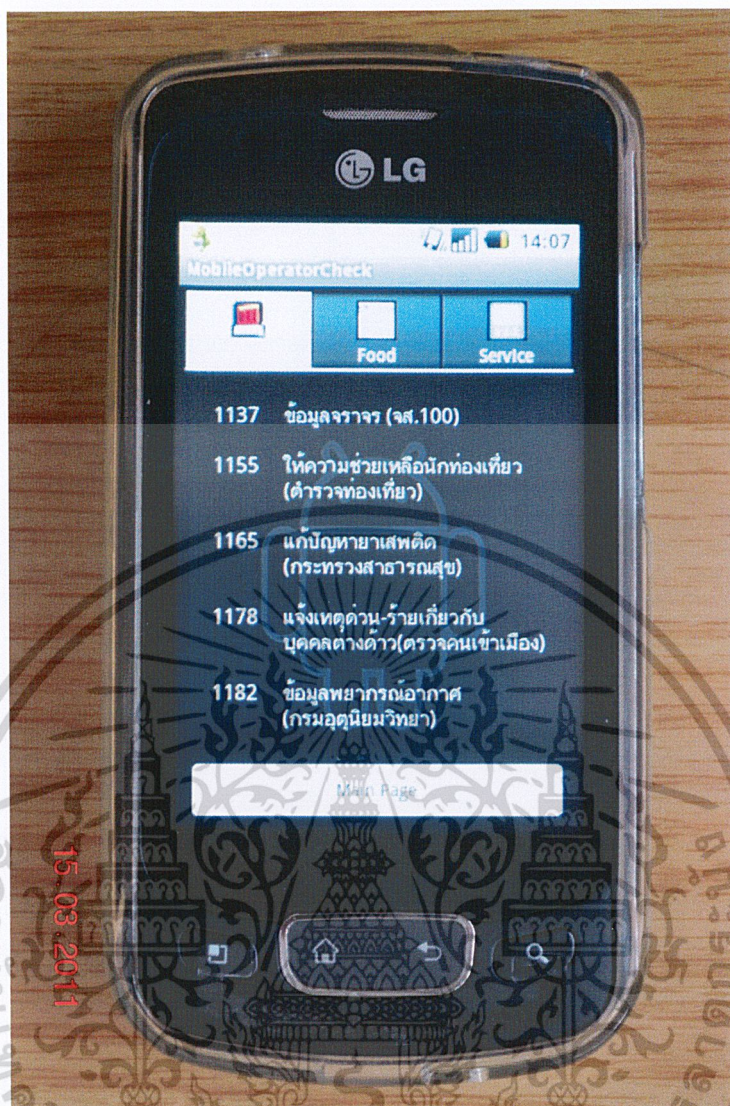 LG
14:07
MobileOperatorCheck
Food
Service
1137 ข้อมูลจราจร (จส.100)
1155 ให้ความช่วยเหลือนักท่องเที่ยว
(ตำรวจท่องเที่ยว)
1165 แก้ปัญหายาเสพติด
(กระทรวงสาธารณสุข)
1178 แจ้งเหตุด่วน-ร้ายเกี่ยวกับ
บุคคลต่างด้าว(ตรวจคนเข้าเมือง)
1182 ข้อมูลพยากรณ์อากาศ
(กรมอุตุนิยมวิทยา)
Main Page
15.03.2011